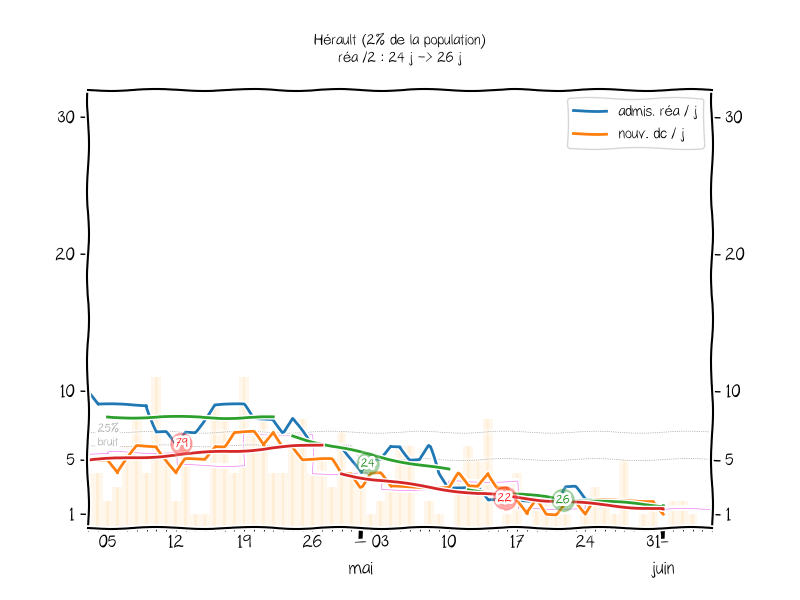 Hérault (2% de la population)
réa /2 : 24 j -> 26 j
admis. réa / j
nouv. dc / j
30
30
20
20
10
10
25%
bruit
79
24
5
5
22
26
1
1
05 12 19 26 03 10 17 24 31
mai juin